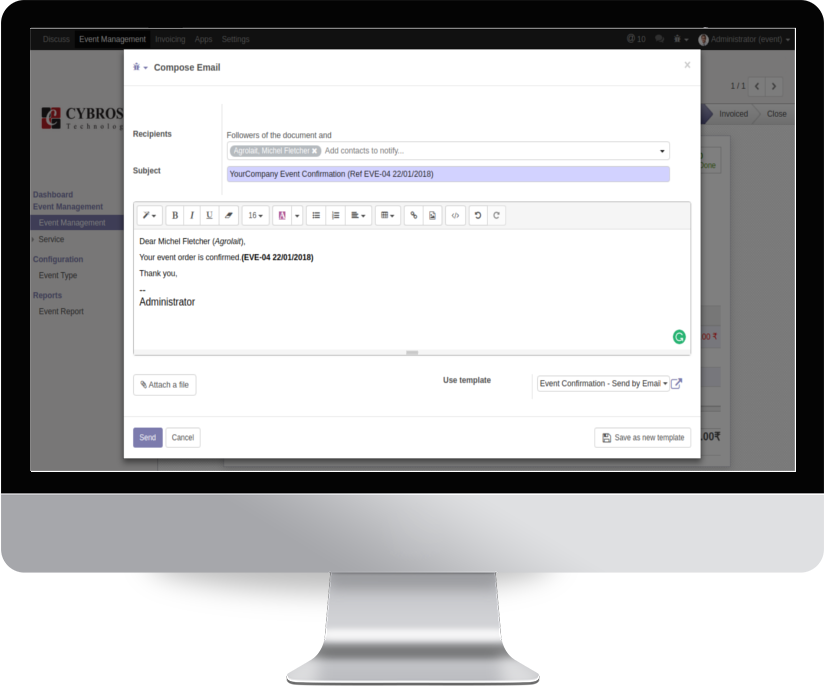 Discuss Event Management Invoicing Apps Settings
10 Administrator (event)
Compose Email x
1 / 1
CYBROS
Technolog
Invoiced Close
Recipients
Followers of the document and
Agrolait, Michel Fletcher × Add contacts to notify...
Subject
YourCompany Event Confirmation (Ref EVE-04 22/01/2018)
Done
Dashboard
Event Management
Event Management
Service
Configuration
Event Type
Reports
Event Report
B I U 16 A
Dear Michel Fletcher (Agrolait),
Your event order is confirmed.(EVE-04 22/01/2018)
Thank you,
--
Administrator
.00 ₹
Attach a file
Use template
Event Confirmation - Send by Email
Send Cancel
Save as new template
.00₹